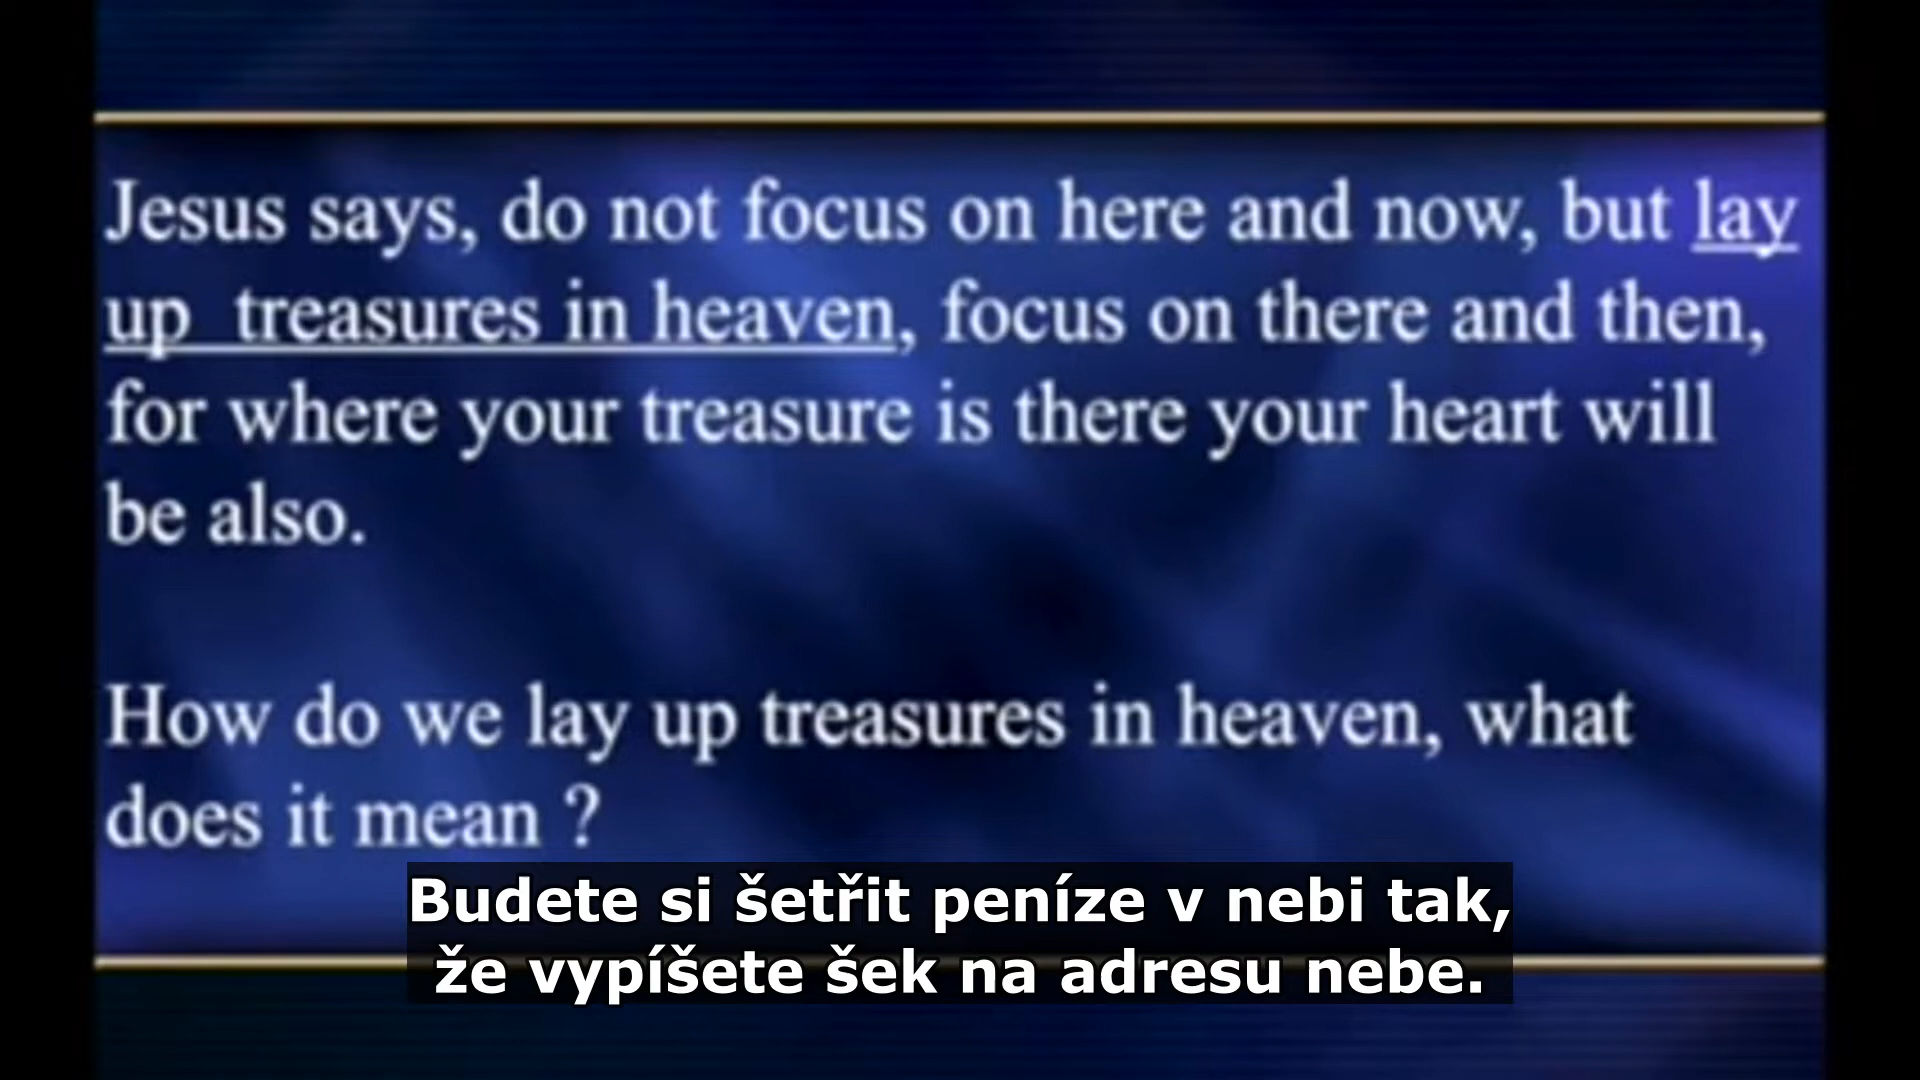 Jesus says, do not focus on here and now, but lay
up treasures in heaven, focus on there and then,
for where your treasure is there your heart will
be also.
How do we lay up treasures in heaven, what
does it mean ?
Budete si šetřit peníze v nebi tak,
že vypíšete šek na adresu nebe.